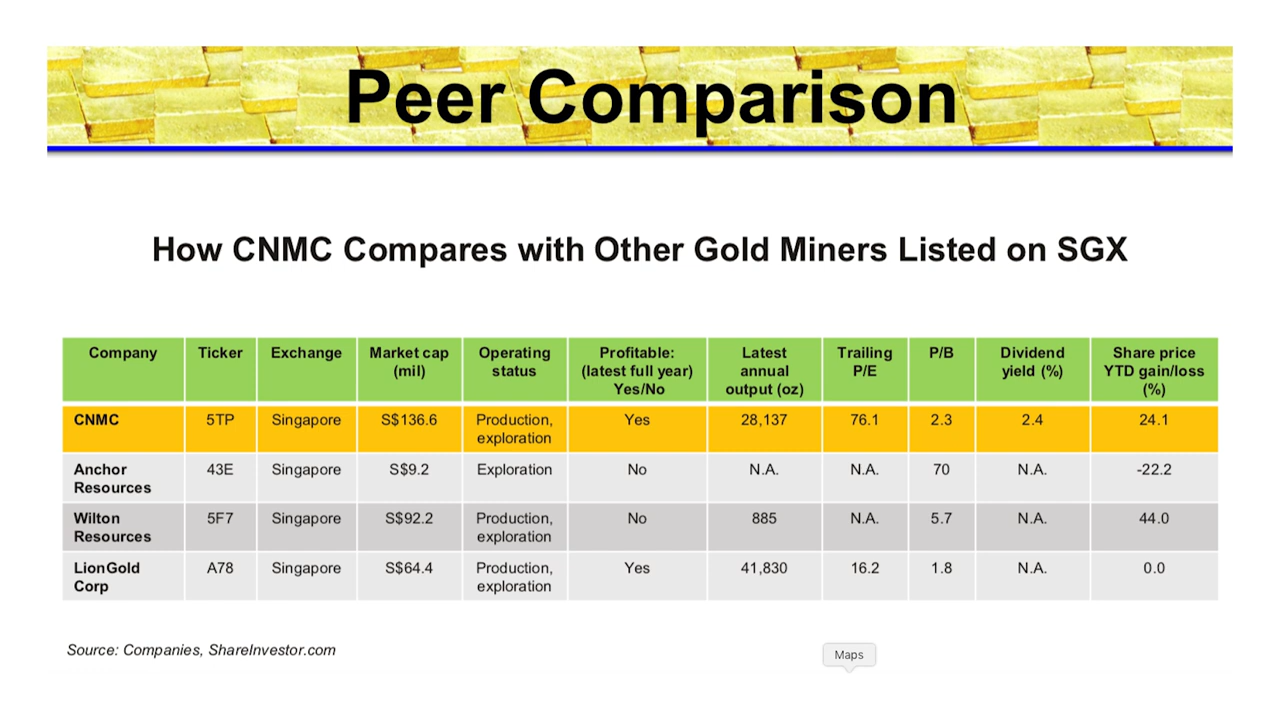 Peer Comparison
How CNMC Compares with Other Gold Miners Listed on SGX
Company Ticker Exchange Market cap (mil) Operating status Profitable: (latest full year) Yes/No Latest annual output (oz) Trailing P/E P/B Dividend yield (%) Share price YTD gain/loss (%)
CNMC 5TP Singapore S$136.6 Production, exploration Yes 28,137 76.1 2.3 2.4 24.1
Anchor Resources 43E Singapore S$9.2 Exploration No N.A. N.A. 70 N.A. -22.2
Wilton Resources 5F7 Singapore S$92.2 Production, exploration No 885 N.A. 5.7 N.A. 44.0
LionGold Corp A78 Singapore S$64.4 Production, exploration Yes 41,830 16.2 1.8 N.A. 0.0
Source: Companies, ShareInvestor.com
Maps